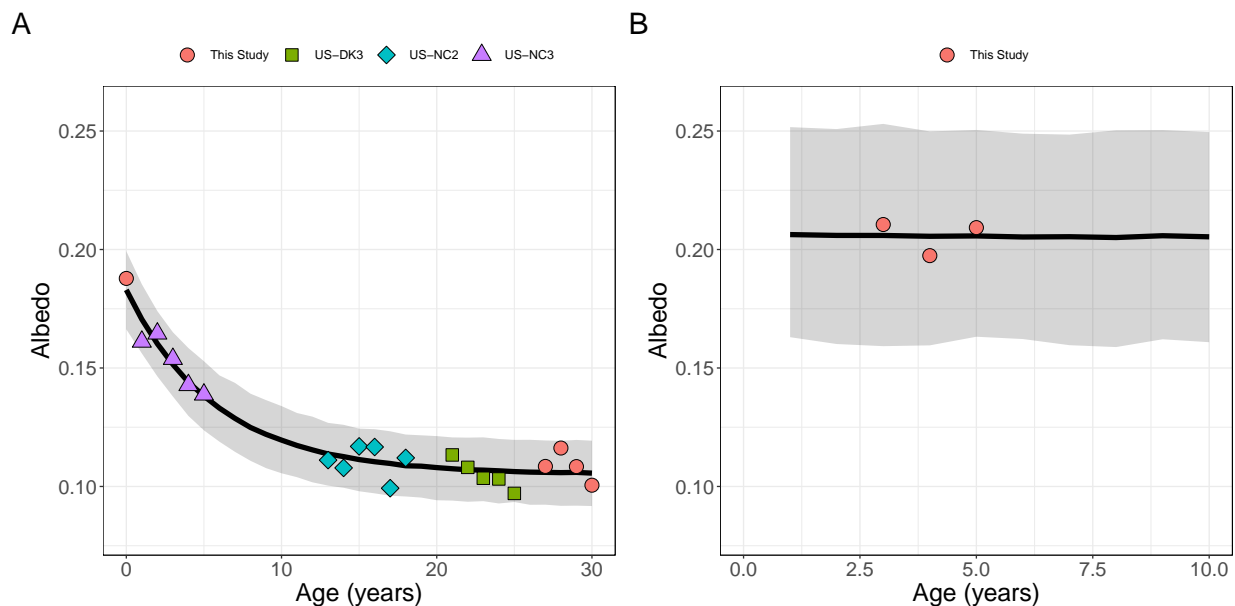 A
This Study US−DK3 US−NC2 US−NC3
Albedo
0.25
0.20
0.15
0.10
0 10 20 30
Age (years)
B
This Study
Albedo
0.25
0.20
0.15
0.10
0.0 2.5 5.0 7.5 10.0
Age (years)